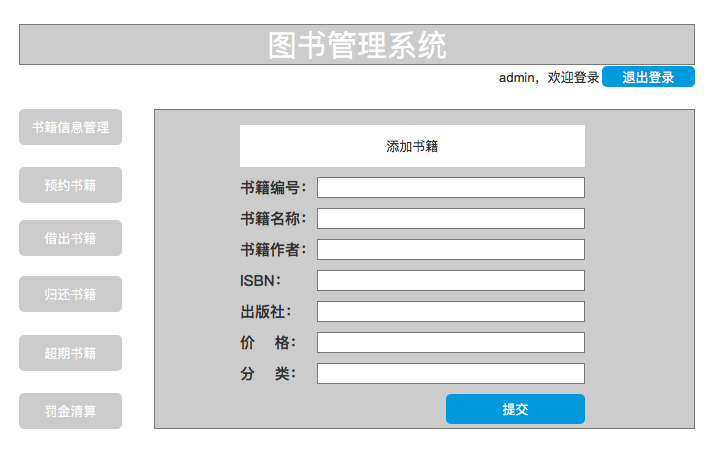 图书管理系统
admin，欢迎登录 退出登录
书籍信息管理
预约书籍
借出书籍
归还书籍
超期书籍
罚金清算
添加书籍
书籍编号：
书籍名称：
书籍作者：
ISBN：
出版社：
价 格：
分 类：
提交